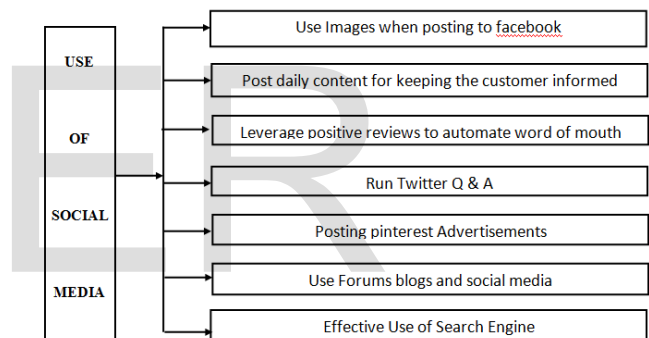 USE
OF
SOCIAL
MEDIA
Use Images when posting to facebook
Post daily content for keeping the customer informed
Leverage positive reviews to automate word of mouth
Run Twitter Q & A
Posting pinterest Advertisements
Use Forums blogs and social media
Effective Use of Search Engine
ER